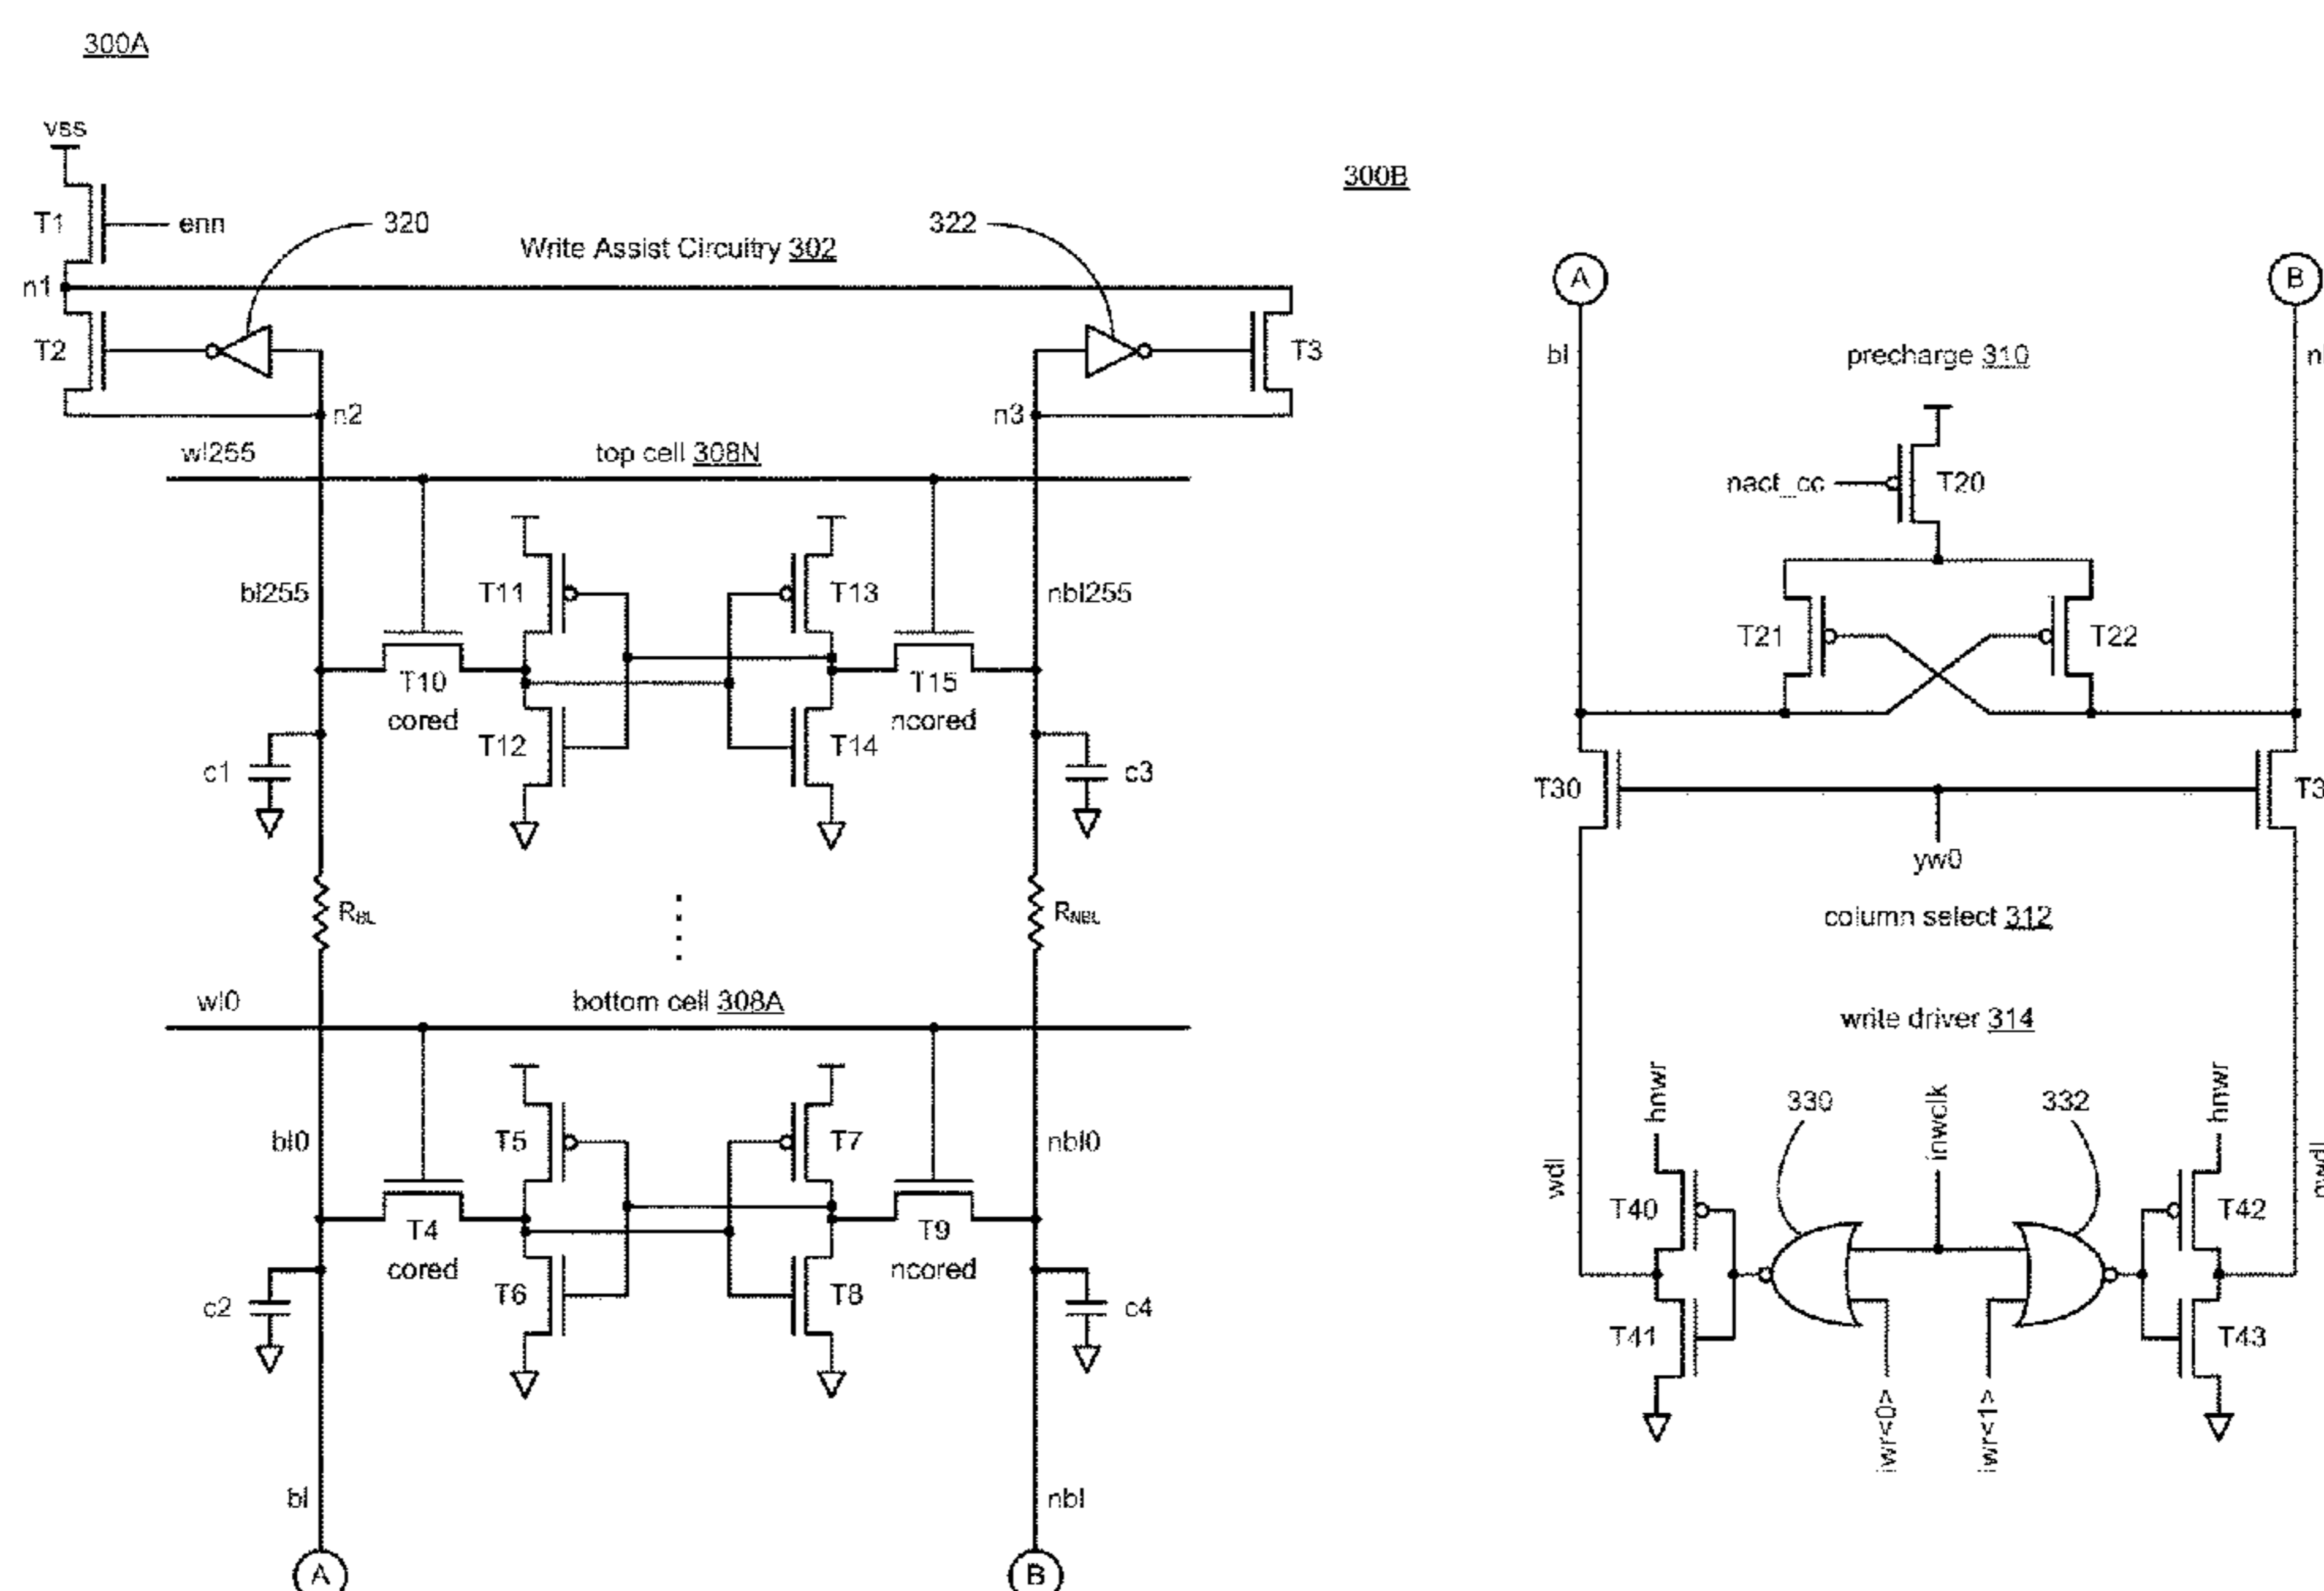 300A
vss
T1
enn
320
Write Assist Circuitry 302
322
n1
T2
T3
n2
n3
wl255
top cell 308N
bl255
T11
T13
nbl255
T10
cored
T15
ncored
T12
T14
c1
c3
RBL
RNBL
wl0
bottom cell 308A
bl0
T5
T7
nbl0
T4
cored
T9
ncored
T6
T8
c2
c4
bl
nbl
A
B
300B
A
B
bl
precharge 310
nact_cc
T20
T21
T22
T30
yw0
column select 312
write driver 314
hnwr
330
inwclk
332
hnwr
wdl
T40
T42
T41
T43
iwr<0>
iwr<1>